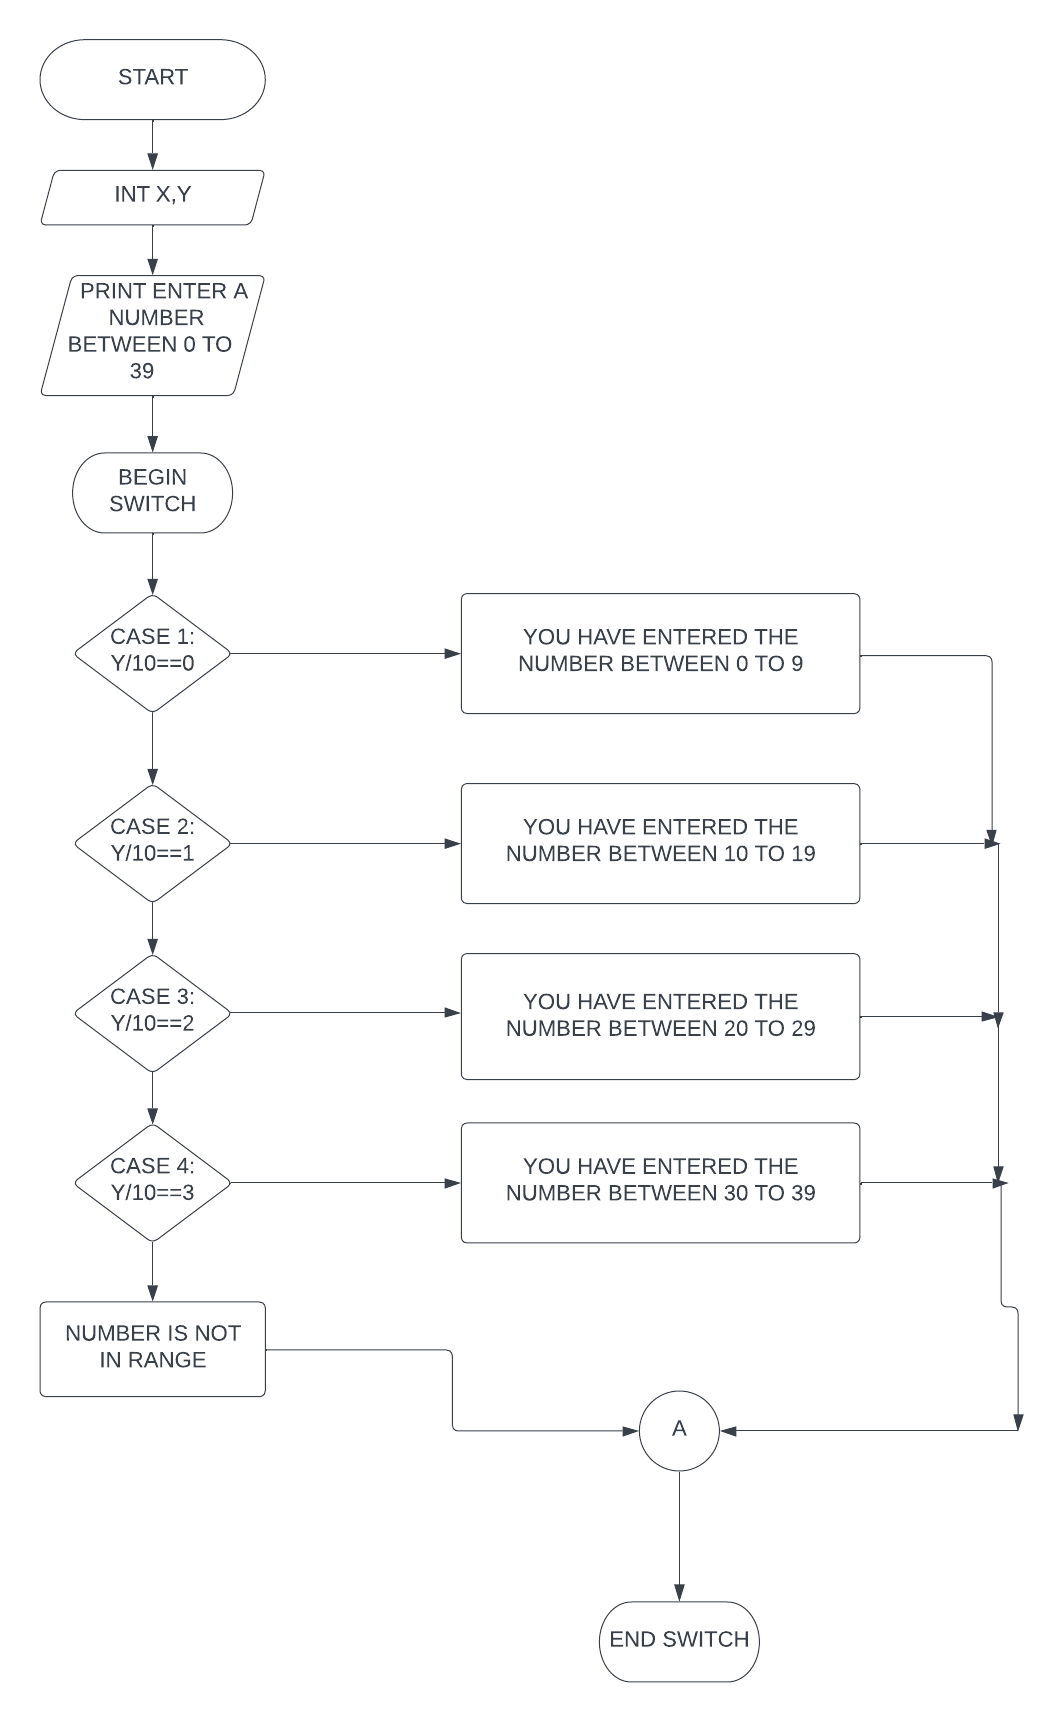 START
INT X,Y
PRINT ENTER A
NUMBER
BETWEEN 0 TO
39
BEGIN
SWITCH
CASE 1:
Y/10==0
YOU HAVE ENTERED THE
NUMBER BETWEEN 0 TO 9
CASE 2:
Y/10==1
YOU HAVE ENTERED THE
NUMBER BETWEEN 10 TO 19
CASE 3:
Y/10==2
YOU HAVE ENTERED THE
NUMBER BETWEEN 20 TO 29
CASE 4:
Y/10==3
YOU HAVE ENTERED THE
NUMBER BETWEEN 30 TO 39
NUMBER IS NOT
IN RANGE
A
END SWITCH